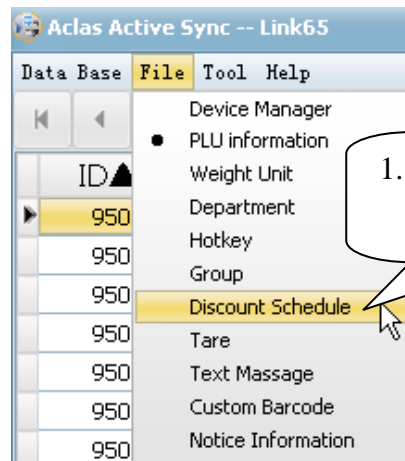 Aclas Active Sync -- Link65
Data Base File Tool Help
Device Manager
PLU information
ID
Weight Unit
1.
950
Department
950
Hotkey
950
Group
Discount Schedule
950
Tare
950
Text Massage
950
Custom Barcode
950
Notice Information